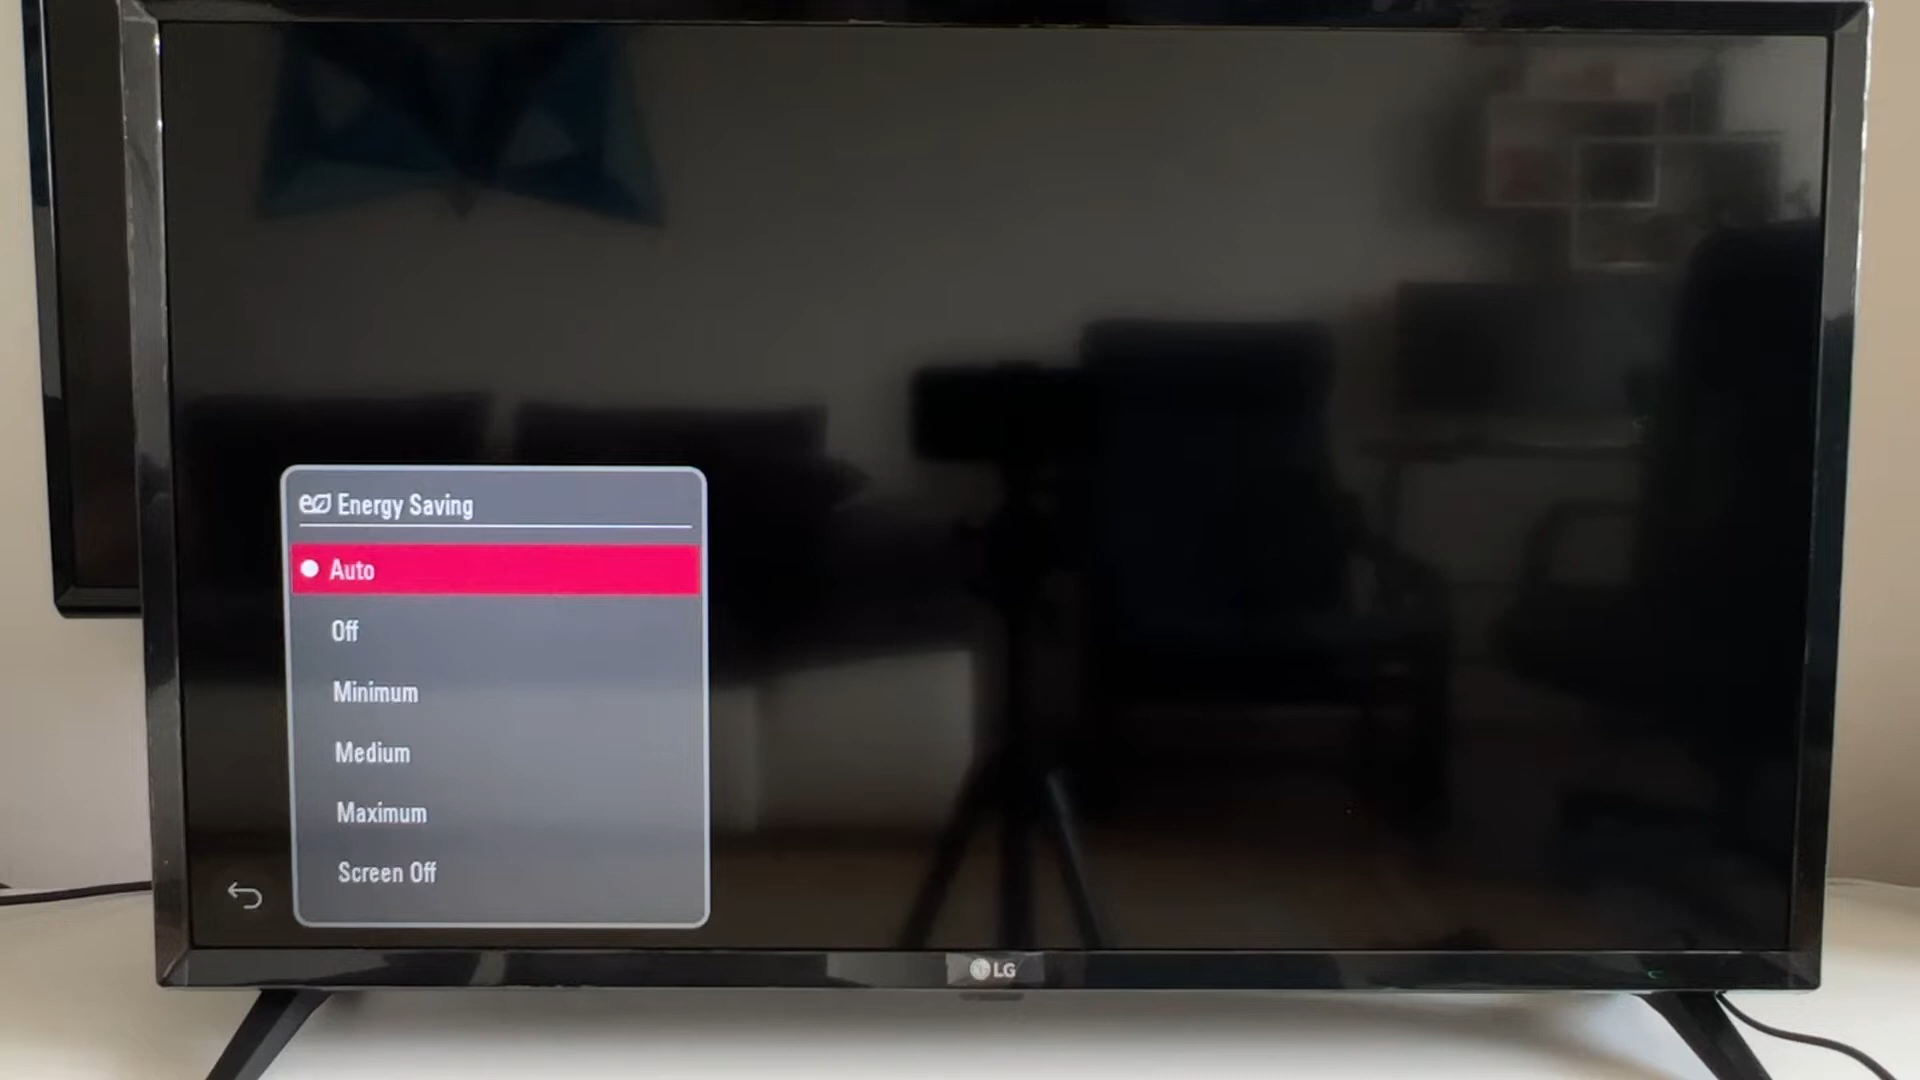 Energy Saving
Auto
Off
Minimum
Medium
Maximum
Screen Off
LG